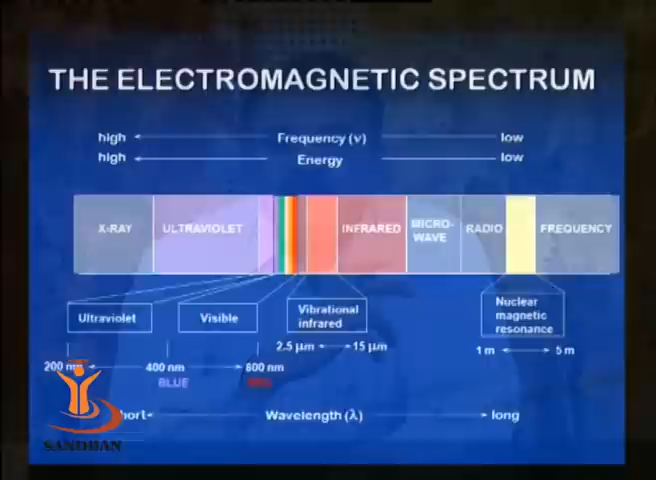 THE ELECTROMAGNETIC SPECTRUM
high Frequency (ν) low
high Energy low
X-RAY ULTRAVIOLET INFRARED MICRO-WAVE RADIO FREQUENCY
Ultraviolet Visible Vibrational infrared Nuclear magnetic resonance
2.5 μm 15 μm 1 m 5 m
200 nm 400 nm 800 nm
BLUE RED
short Wavelength (λ) long
SANDHAN